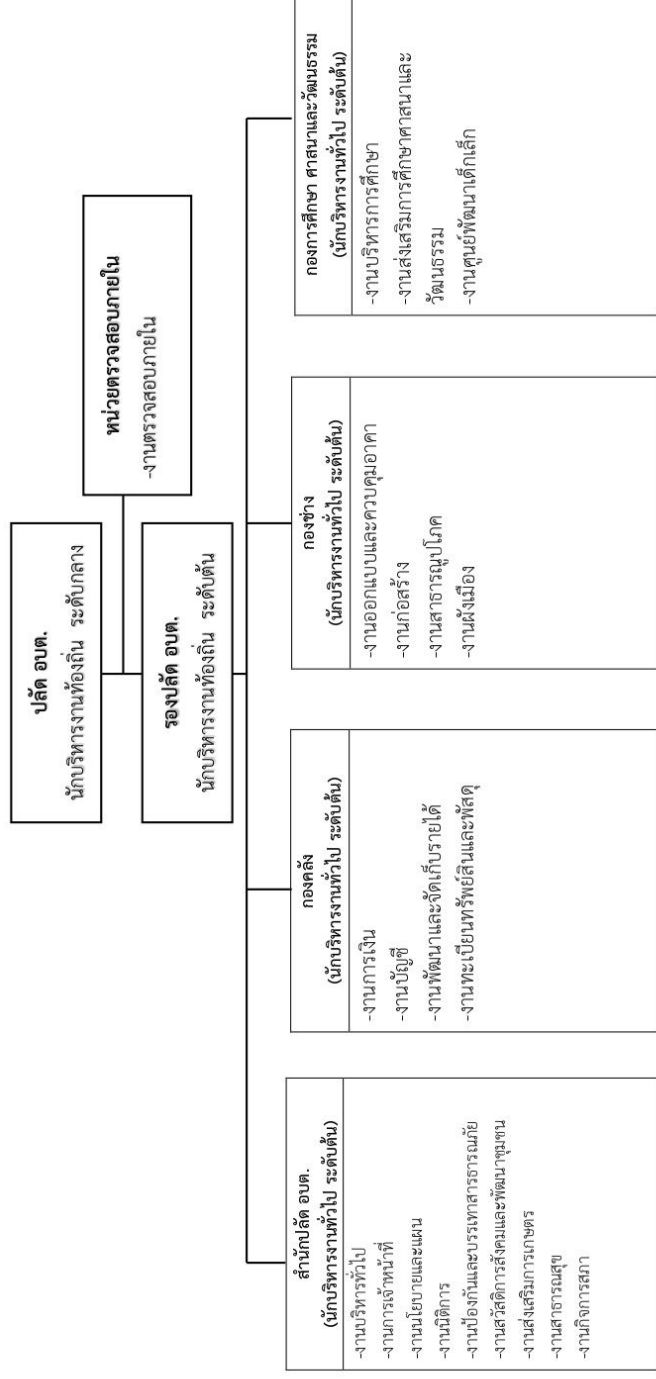 ปลัด อบต.
นักบริหารงานท้องถิ่น ระดับกลาง
หน่วยตรวจสอบภายใน
-งานตรวจสอบภายใน
รองปลัด อบต.
นักบริหารงานท้องถิ่น ระดับต้น
สำนักปลัด อบต.
(นักบริหารงานทั่วไป ระดับต้น)
-งานบริหารทั่วไป
-งานการเจ้าหน้าที่
-งานนโยบายและแผน
-งานนิติการ
-งานป้องกันและบรรเทาสารธารณภัย
-งานสวัสดิการสังคมและพัฒนาชุมชน
-งานส่งเสริมการเกษตร
-งานสาธารณสุข
-งานกิจการสภา
กองคลัง
(นักบริหารงานทั่วไป ระดับต้น)
-งานการเงิน
-งานบัญชี
-งานพัฒนาและจัดเก็บรายได้
-งานทะเบียนทรัพย์สินและพัสดุ
กองช่าง
(นักบริหารงานทั่วไป ระดับต้น)
-งานออกแบบและควบคุมอาคา
-งานก่อสร้าง
-งานสาธารณูปโภค
-งานผังเมือง
กองการศึกษา ศาสนาและวัฒนธรรม
(นักบริหารงานทั่วไป ระดับต้น)
-งานบริหารการศึกษา
-งานส่งเสริมการศึกษาศาสนาและ
วัฒนธรรม
-งานศูนย์พัฒนาเด็กเล็ก